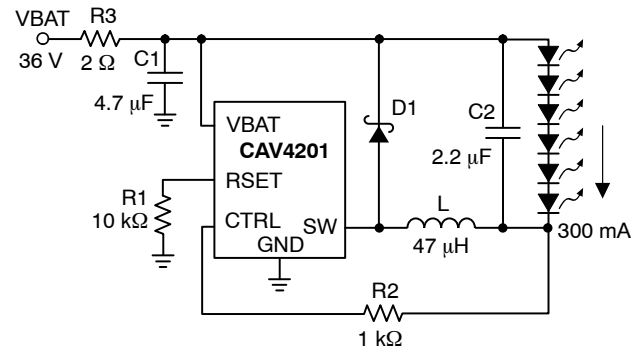 VBAT
36 V
R3
2 Ω
C1
4.7 μF
VBAT
CAV4201
RSET
CTRL
SW
GND
R1
10 kΩ
D1
C2
2.2 μF
L
47 μH
300 mA
R2
1 kΩ